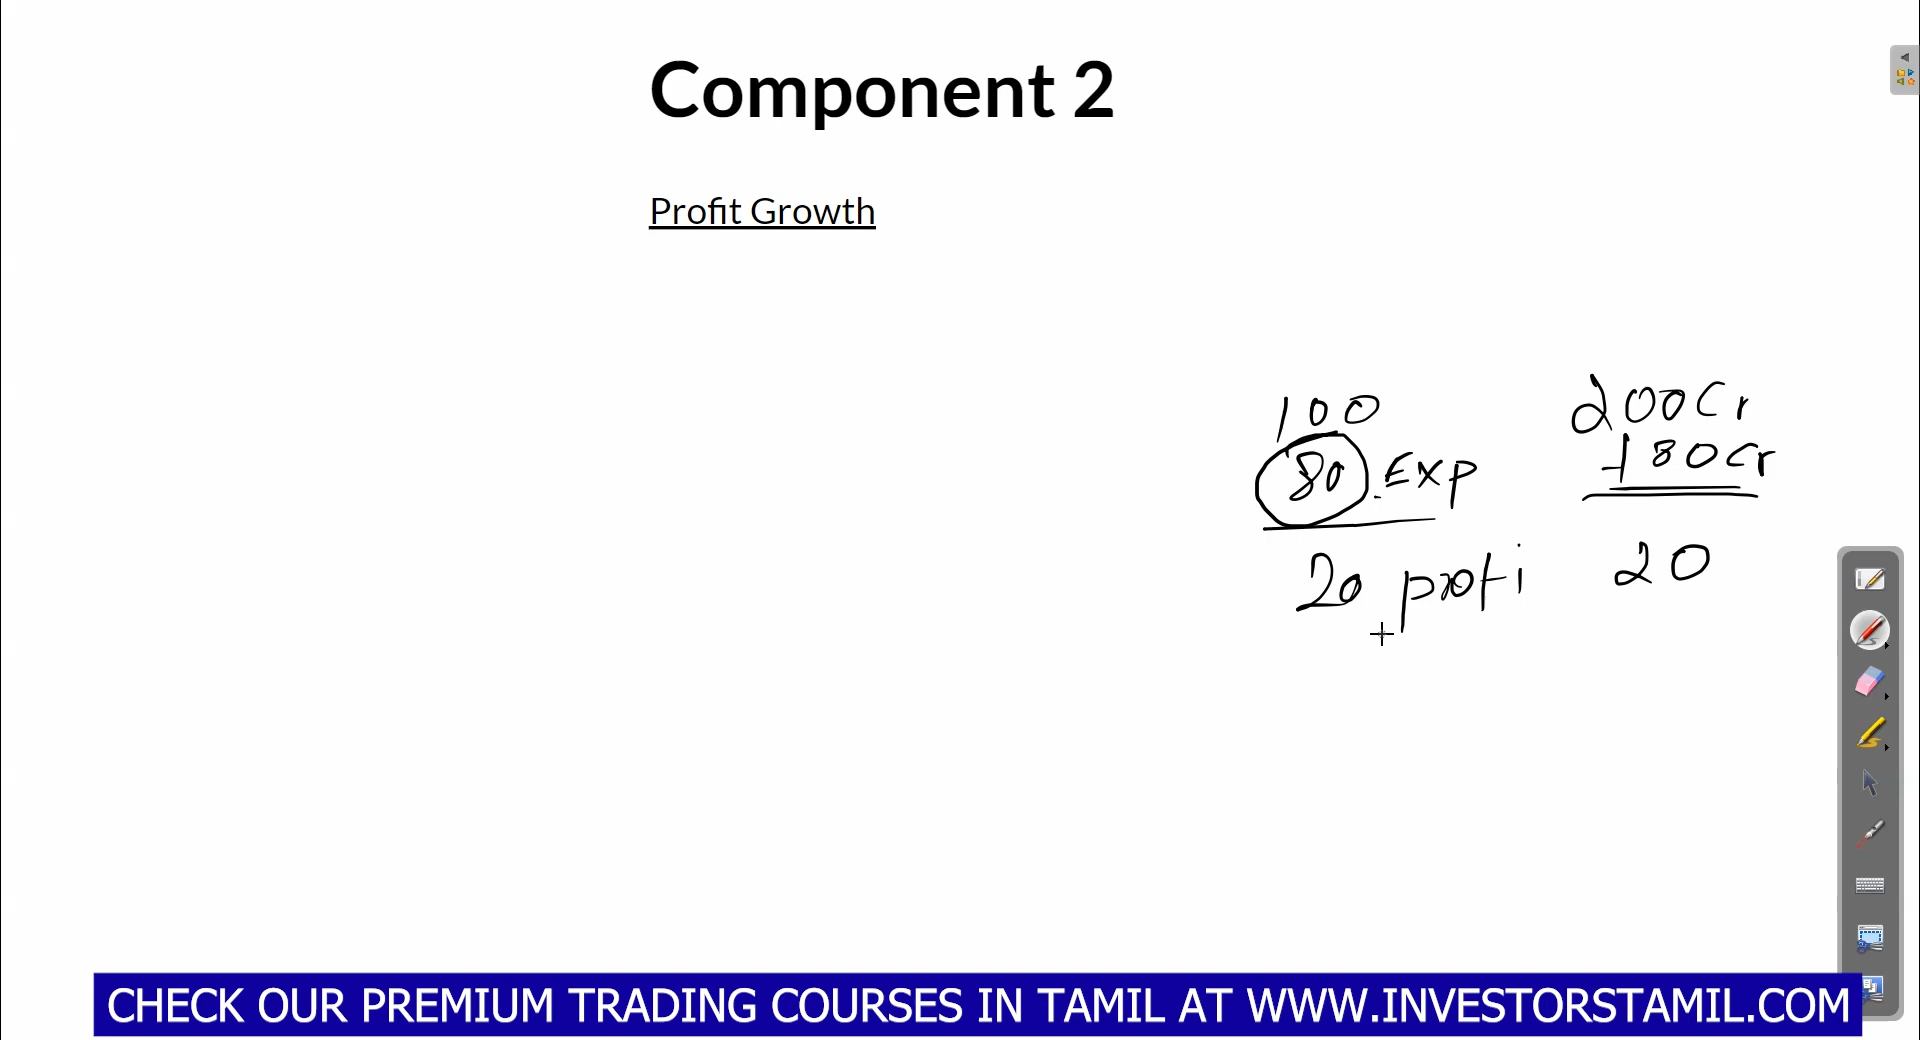 Component 2
Profit Growth
100
80 Exp
20 profi
200Cr
180Cr
20
CHECK OUR PREMIUM TRADING COURSES IN TAMIL AT WWW.INVESTORSTAMIL.COM